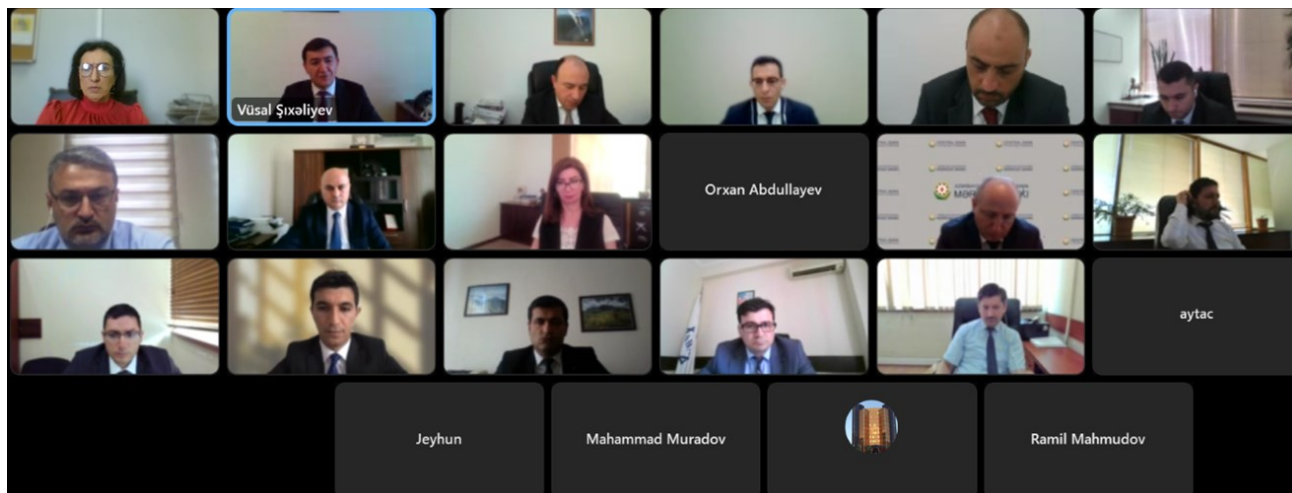 Vüsal Şıxəliyev
Orxan Abdullayev
aytac
Jeyhun
Mahammad Muradov
Ramil Mahmudov